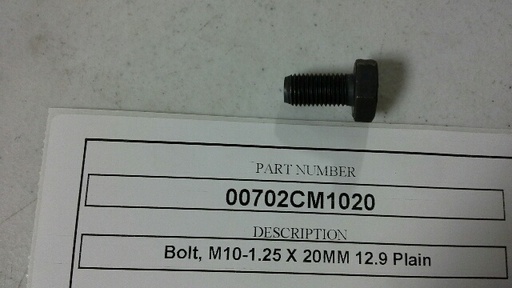 PART NUMBER
00702CM1020
DESCRIPTION
Bolt, M10-1.25 X 20MM 12.9 Plain